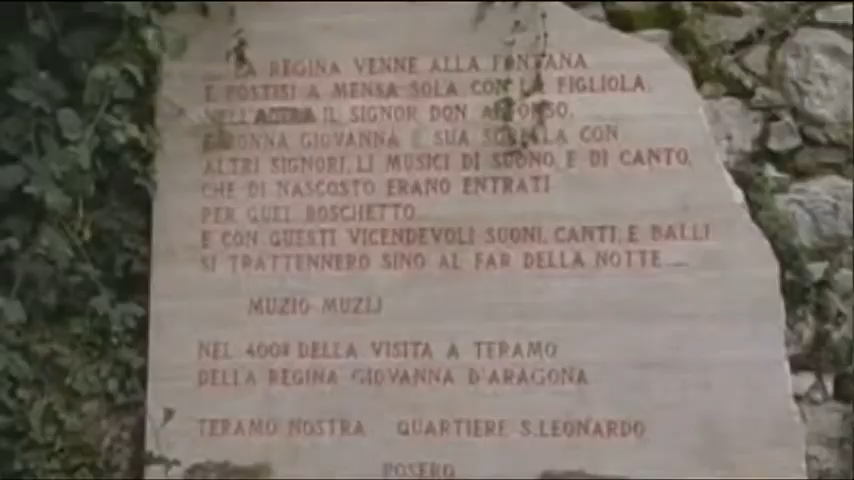 ...LA REGINA VENNE ALLA FONTANA
E POSTISI A MENSA SOLA CON LA FIGLIOLA,
NELL'ALTRA IL SIGNOR DON ALFONSO,
E DONNA GIOVANNA E SUA SORELLA CON
ALTRI SIGNORI, LI MUSICI DI SUONO, E DI CANTO,
CHE DI NASCOSTO ERANO ENTRATI
PER QUEL BOSCHETTO
E CON QUESTI VICENDEVOLI SUONI, CANTI, E BALLI
SI TRATTENNERO SINO AL FAR DELLA NOTTE...
MUZIO MUZIJ
NEL 400° DELLA VISITA A TERAMO
DELLA REGINA GIOVANNA D'ARAGONA
TERAMO NOSTRA QUARTIERE S.LEONARDO
POSERO